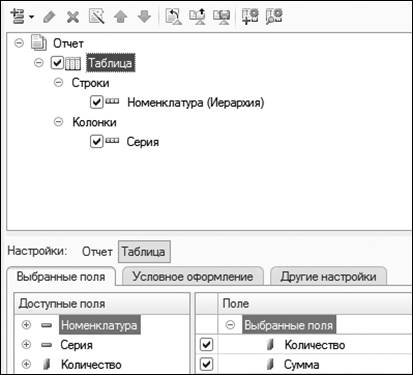 Отчет
Таблица
Строки
Номенклатура (Иерархия)
Колонки
Серия
Настройки: Отчет Таблица
Выбранные поля Условное оформление Другие настройки
Доступные поля Поле
Номенклатура Выбранные поля
Серия Количество
Количество Сумма